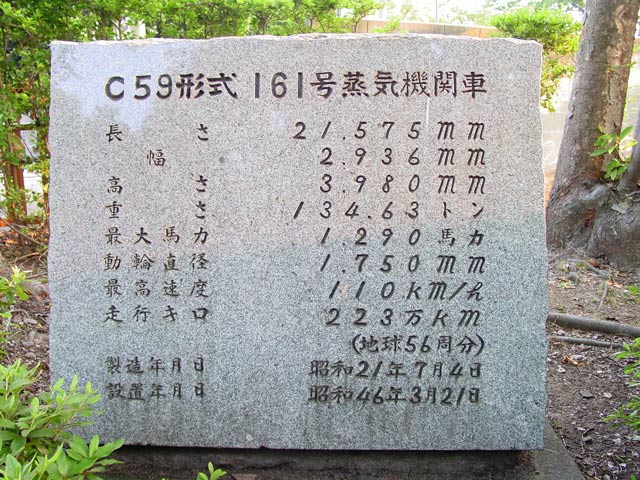 C59形式 161号蒸気機関車
長さ 21.575mm
幅 2.936mm
高さ 3.980mm
重さ 134.63トン
最大馬力 1.290馬力
動輪直径 1.750mm
最高速度 110km/h
走行キロ 223万km
(地球56周分)
製造年月日 昭和21年7月4日
設置年月日 昭和46年3月21日